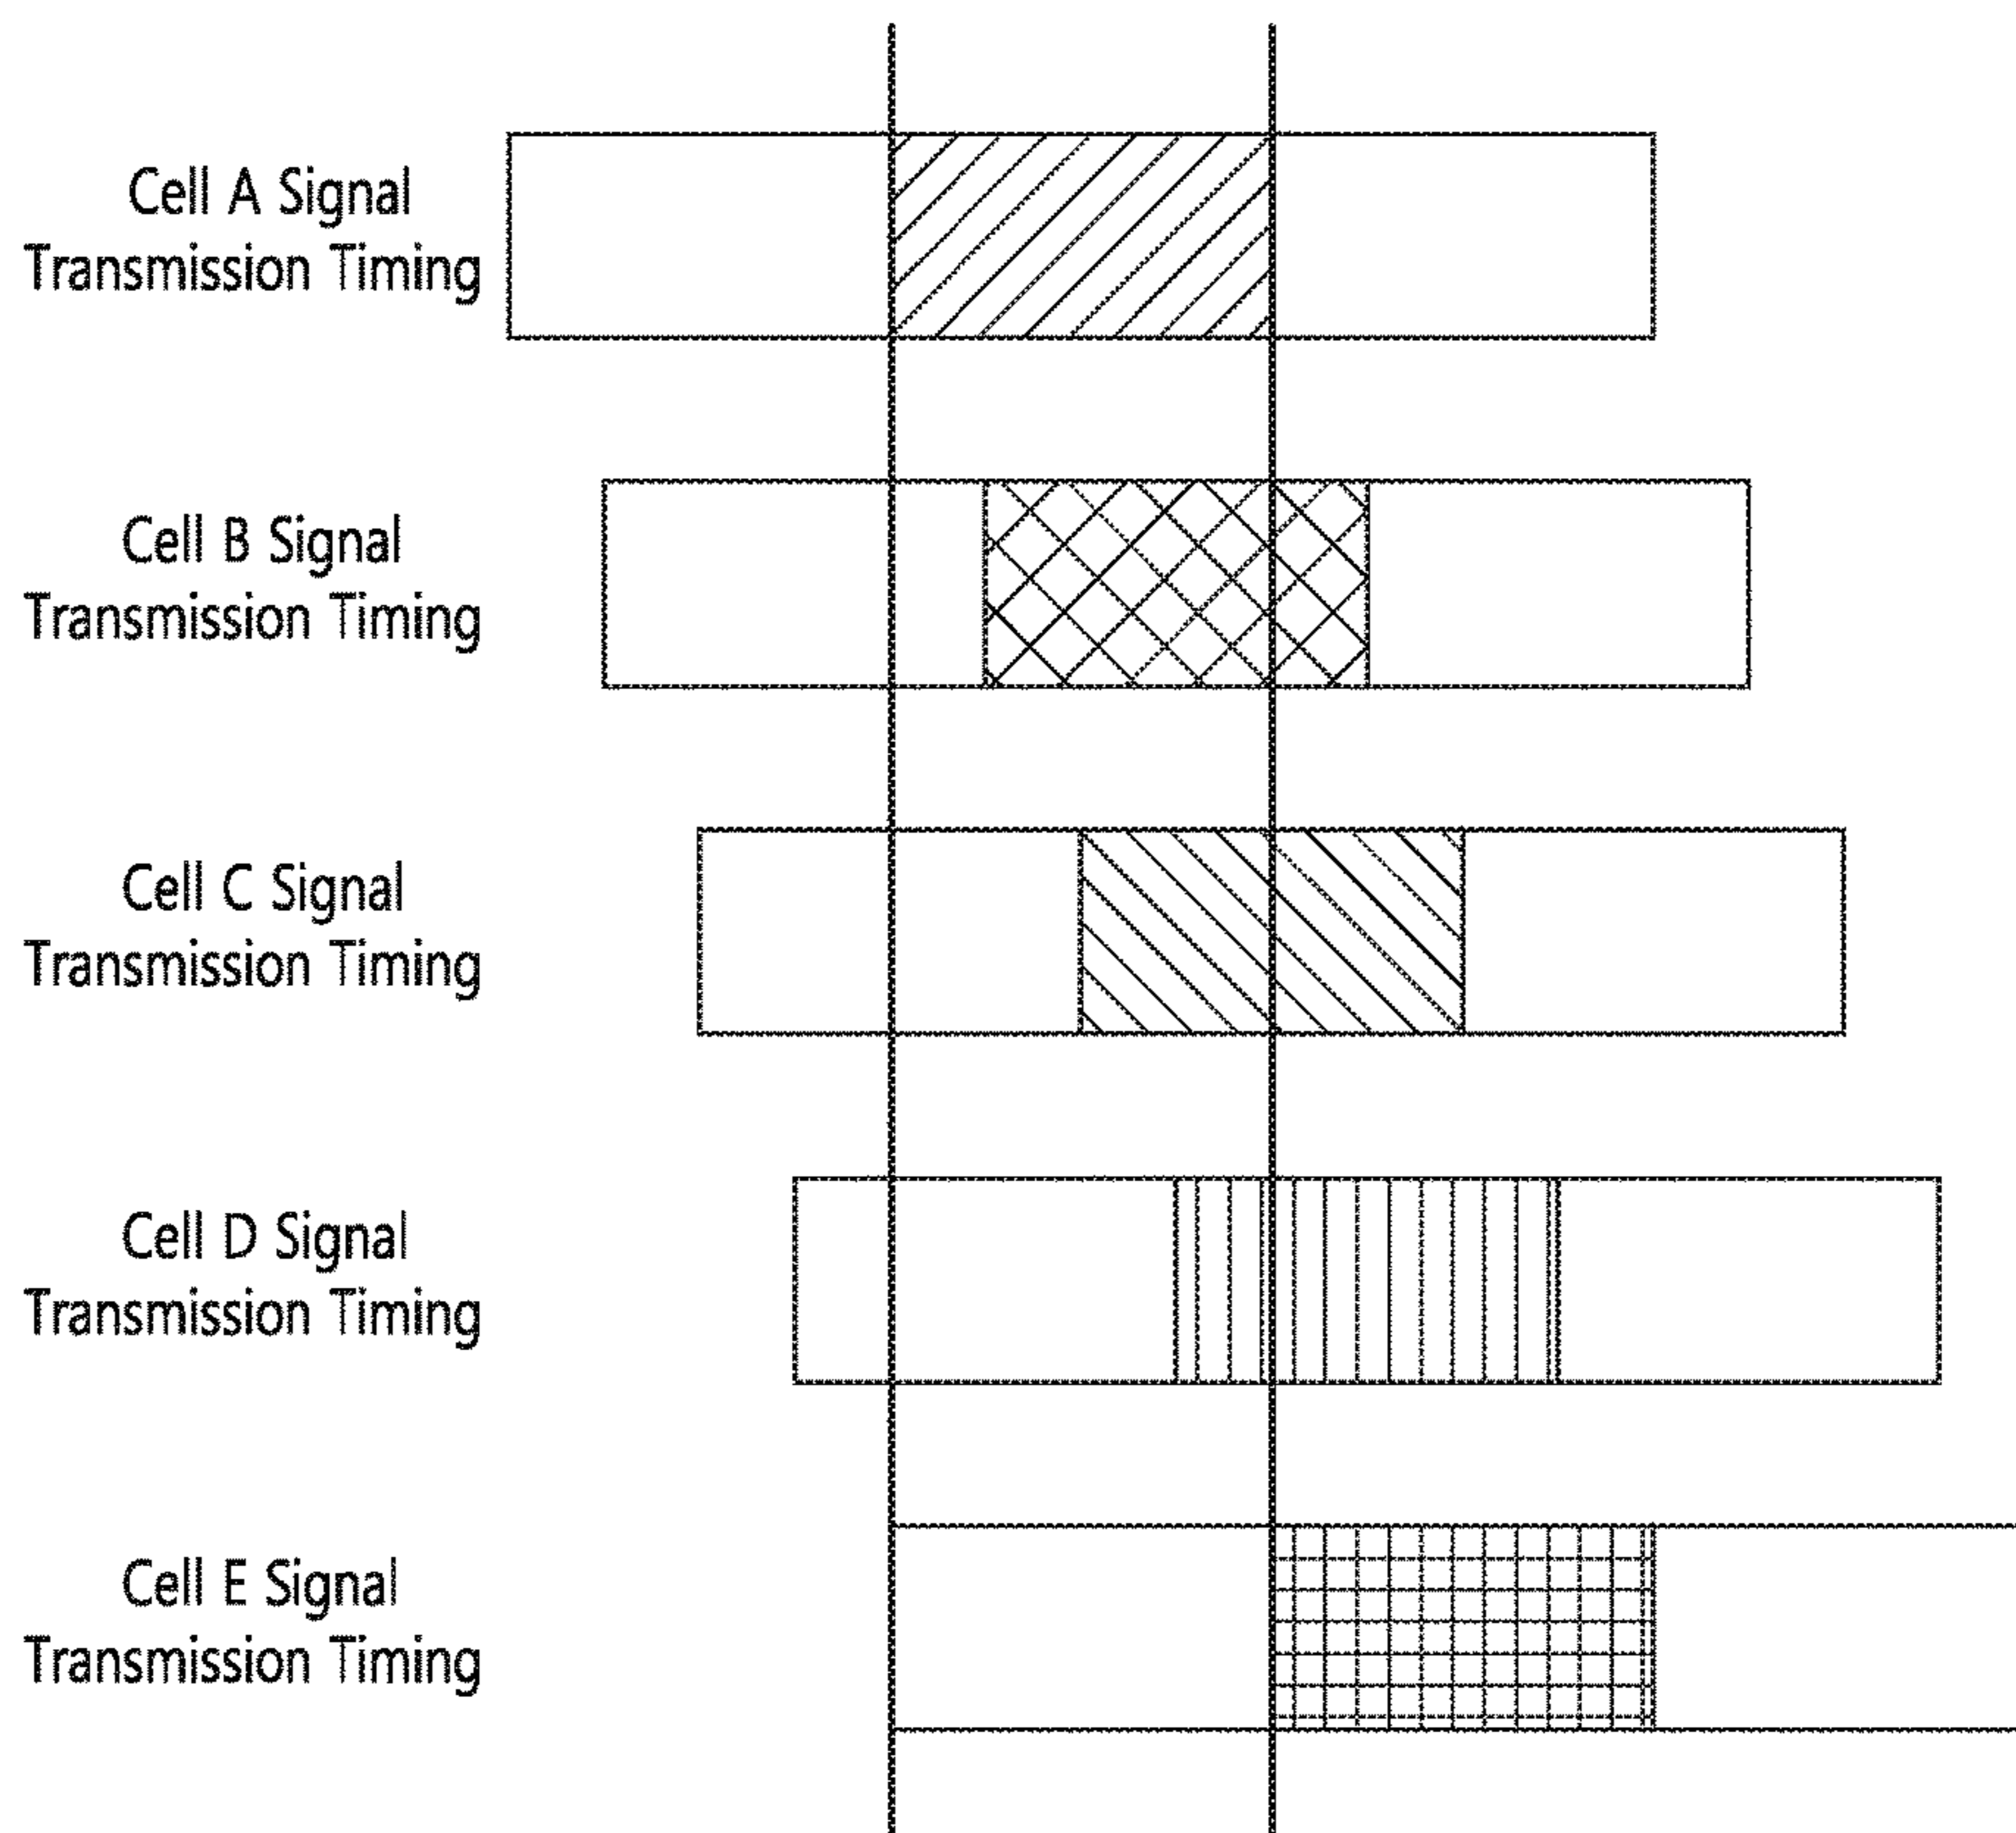 Cell A Signal
Transmission Timing
Cell B Signal
Transmission Timing
Cell C Signal
Transmission Timing
Cell D Signal
Transmission Timing
Cell E Signal
Transmission Timing